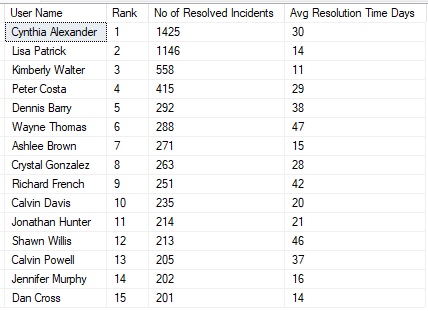 User Name Rank No of Resolved Incidents Avg Resolution Time Days
Cynthia Alexander 1 1425 30
Lisa Patrick 2 1146 14
Kimberly Walter 3 558 11
Peter Costa 4 415 29
Dennis Barry 5 292 38
Wayne Thomas 6 288 47
Ashlee Brown 7 271 15
Crystal Gonzalez 8 263 28
Richard French 9 251 42
Calvin Davis 10 235 20
Jonathan Hunter 11 214 21
Shawn Willis 12 213 46
Calvin Powell 13 205 37
Jennifer Murphy 14 202 16
Dan Cross 15 201 14